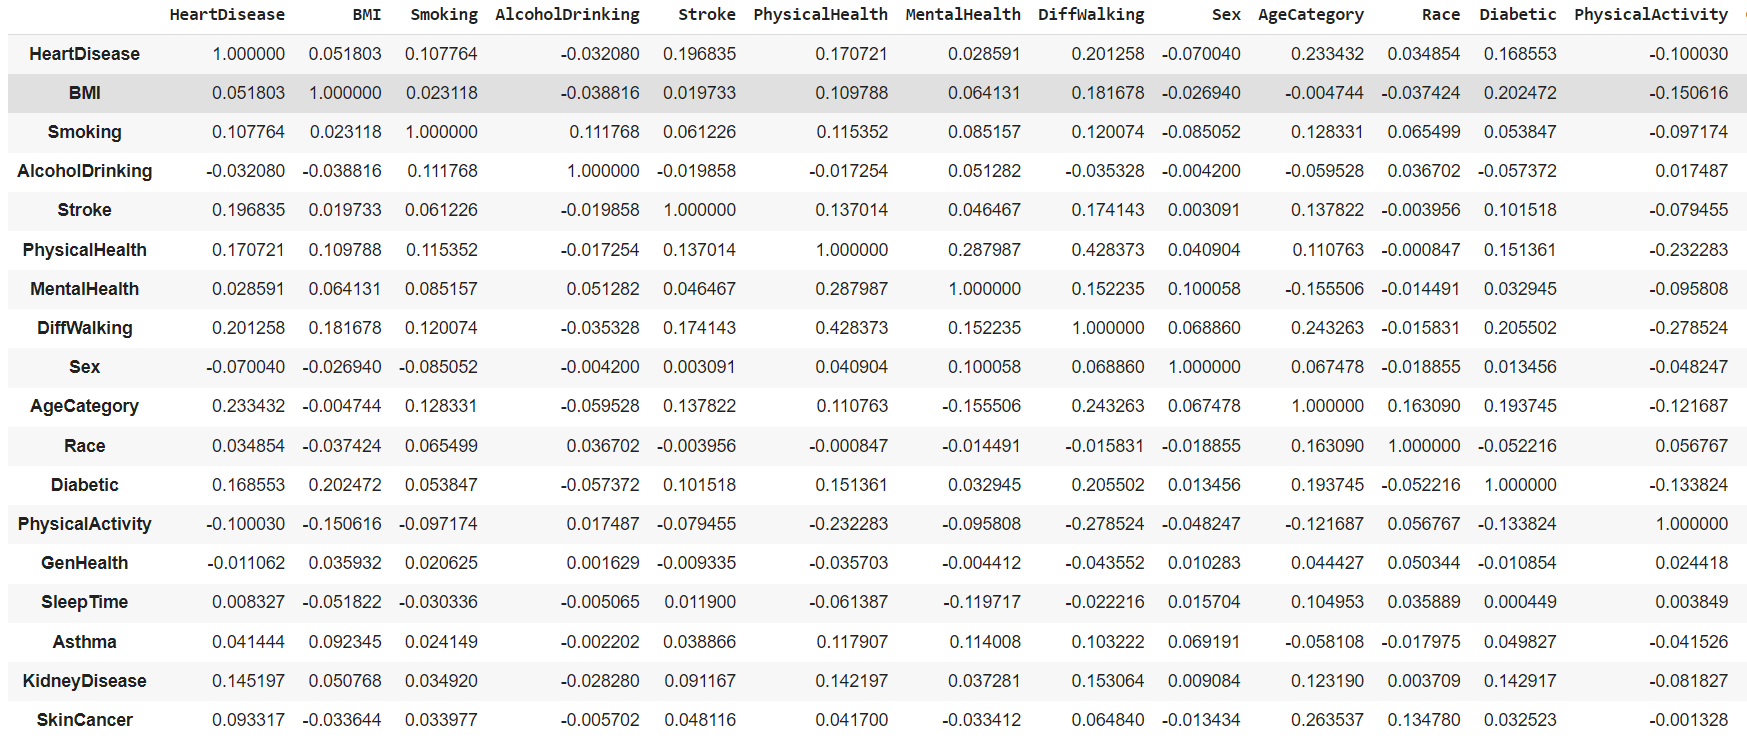 HeartDisease BMI Smoking AlcoholDrinking Stroke PhysicalHealth MentalHealth DiffWalking Sex AgeCategory Race Diabetic PhysicalActivity
HeartDisease 1.000000 0.051803 0.107764 -0.032080 0.196835 0.170721 0.028591 0.201258 -0.070040 0.233432 0.034854 0.168553 -0.100030
BMI 0.051803 1.000000 0.023118 -0.038816 0.019733 0.109788 0.064131 0.181678 -0.026940 -0.004744 -0.037424 0.202472 -0.150616
Smoking 0.107764 0.023118 1.000000 0.111768 0.061226 0.115352 0.085157 0.120074 -0.085052 0.128331 0.065499 0.053847 -0.097174
AlcoholDrinking -0.032080 -0.038816 0.111768 1.000000 -0.019858 -0.017254 0.051282 -0.035328 -0.004200 -0.059528 0.036702 -0.057372 0.017487
Stroke 0.196835 0.019733 0.061226 -0.019858 1.000000 0.137014 0.046467 0.174143 0.003091 0.137822 -0.003956 0.101518 -0.079455
PhysicalHealth 0.170721 0.109788 0.115352 -0.017254 0.137014 1.000000 0.287987 0.428373 0.040904 0.110763 -0.000847 0.151361 -0.232283
MentalHealth 0.028591 0.064131 0.085157 0.051282 0.046467 0.287987 1.000000 0.152235 0.100058 -0.155506 -0.014491 0.032945 -0.095808
DiffWalking 0.201258 0.181678 0.120074 -0.035328 0.174143 0.428373 0.152235 1.000000 0.068860 0.243263 -0.015831 0.205502 -0.278524
Sex -0.070040 -0.026940 -0.085052 -0.004200 0.003091 0.040904 0.100058 0.068860 1.000000 0.067478 -0.018855 0.013456 -0.048247
AgeCategory 0.233432 -0.004744 0.128331 -0.059528 0.137822 0.110763 -0.155506 0.243263 0.067478 1.000000 0.163090 0.193745 -0.121687
Race 0.034854 -0.037424 0.065499 0.036702 -0.003956 -0.000847 -0.014491 -0.015831 -0.018855 0.163090 1.000000 -0.052216 0.056767
Diabetic 0.168553 0.202472 0.053847 -0.057372 0.101518 0.151361 0.032945 0.205502 0.013456 0.193745 -0.052216 1.000000 -0.133824
PhysicalActivity -0.100030 -0.150616 -0.097174 0.017487 -0.079455 -0.232283 -0.095808 -0.278524 -0.048247 -0.121687 0.056767 -0.133824 1.000000
GenHealth -0.011062 0.035932 0.020625 0.001629 -0.009335 -0.035703 -0.004412 -0.043552 0.010283 0.044427 0.050344 -0.010854 0.024418
SleepTime 0.008327 -0.051822 -0.030336 -0.005065 0.011900 -0.061387 -0.119717 -0.022216 0.015704 0.104953 0.035889 0.000449 0.003849
Asthma 0.041444 0.092345 0.024149 -0.002202 0.038866 0.117907 0.114008 0.103222 0.069191 -0.058108 -0.017975 0.049827 -0.041526
KidneyDisease 0.145197 0.050768 0.034920 -0.028280 0.091167 0.142197 0.037281 0.153064 0.009084 0.123190 0.003709 0.142917 -0.081827
SkinCancer 0.093317 -0.033644 0.033977 -0.005702 0.048116 0.041700 -0.033412 0.064840 -0.013434 0.263537 0.134780 0.032523 -0.001328